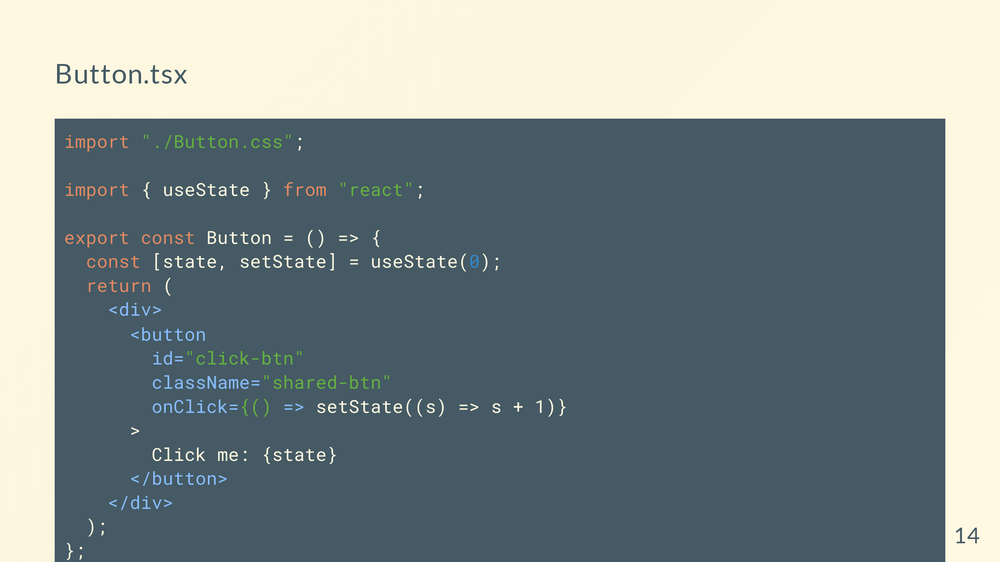 Button.tsx
import "./Button.css";
import { useState } from "react";
export const Button = () => {
  const [state, setState] = useState(0);
  return (
    <div>
      <button
        id="click-btn"
        className="shared-btn"
        onClick={() => setState((s) => s + 1)}
      >
        Click me: {state}
      </button>
    </div>
  );
};
14